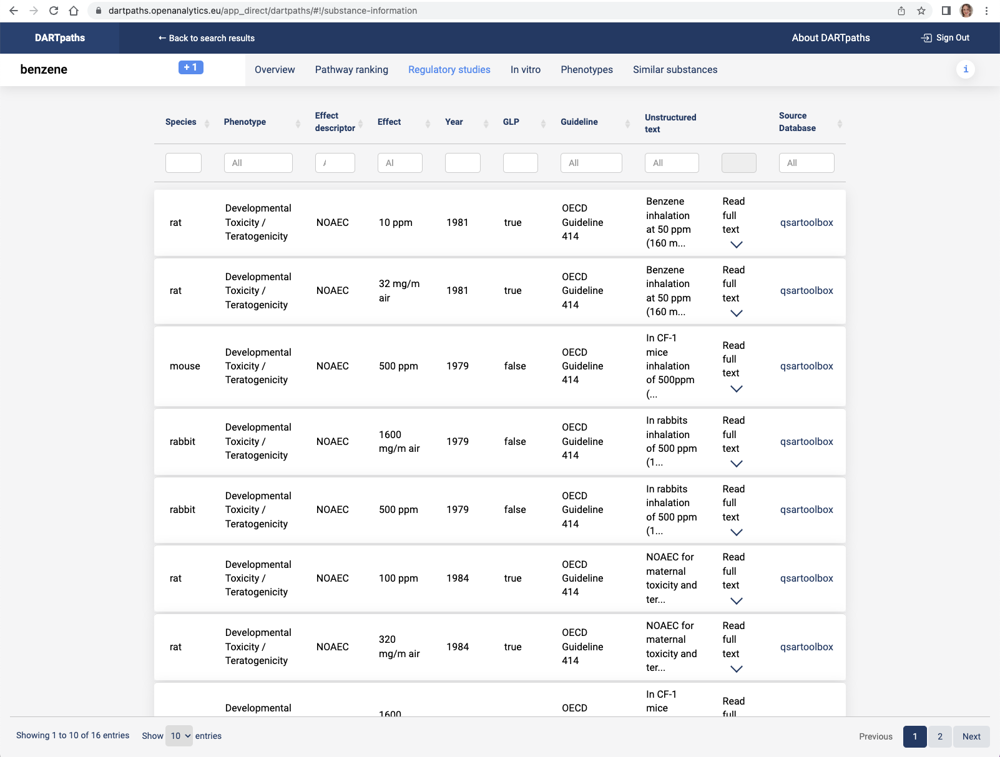 dartpaths.openanalytics.eu/app_direct/dartpaths/#!/substance-information
DARTpaths
← Back to search results
About DARTpaths
Sign Out
benzene
+ 1
Overview
Pathway ranking
Regulatory studies
In vitro
Phenotypes
Similar substances
i
Species
Phenotype
Effect
descriptor
Effect
Year
GLP
Guideline
Unstructured
text
Source
Database
All
Al
All
All
All
rat
Developmental
Toxicity /
Teratogenicity
NOAEC
10 ppm
1981
true
OECD
Guideline
414
Benzene
inhalation
at 50 ppm
(160 m...
Read
full
text
qsartoolbox
rat
Developmental
Toxicity /
Teratogenicity
NOAEC
32 mg/m
air
1981
true
OECD
Guideline
414
Benzene
inhalation
at 50 ppm
(160 m...
Read
full
text
qsartoolbox
mouse
Developmental
Toxicity /
Teratogenicity
NOAEC
500 ppm
1979
false
OECD
Guideline
414
In CF-1
mice
inhalation
of 500ppm
(...
Read
full
text
qsartoolbox
rabbit
Developmental
Toxicity /
Teratogenicity
NOAEC
1600
mg/m air
1979
false
OECD
Guideline
414
In rabbits
inhalation
of 500 ppm
(1...
Read
full
text
qsartoolbox
rabbit
Developmental
Toxicity /
Teratogenicity
NOAEC
500 ppm
1979
false
OECD
Guideline
414
In rabbits
inhalation
of 500 ppm
(1...
Read
full
text
qsartoolbox
rat
Developmental
Toxicity /
Teratogenicity
NOAEC
100 ppm
1984
true
OECD
Guideline
414
NOAEC for
maternal
toxicity and
ter...
Read
full
text
qsartoolbox
rat
Developmental
Toxicity /
Teratogenicity
NOAEC
320
mg/m air
1984
true
OECD
Guideline
414
NOAEC for
maternal
toxicity and
ter...
Read
full
text
qsartoolbox
Developmental
1600
OECD
In CF-1
mice
Read
full
Showing 1 to 10 of 16 entries
Show 10 entries
Previous
1
2
Next